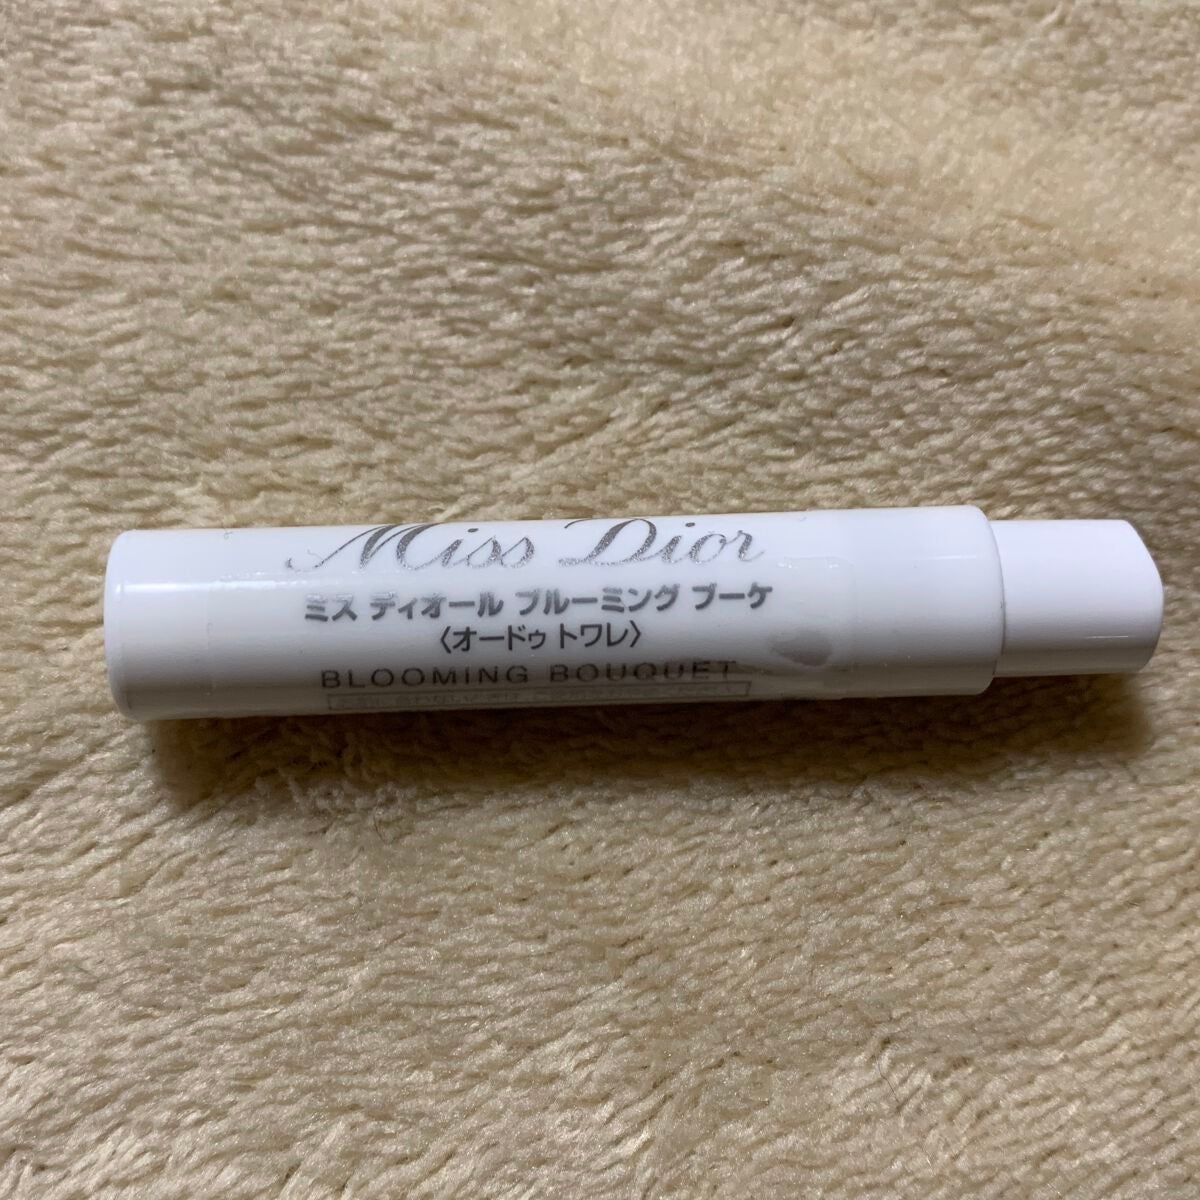 Miss Dior
ミス ディオール ブルーミング ブーケ
〈オードゥ トワレ〉
BLOOMING BOUQUET